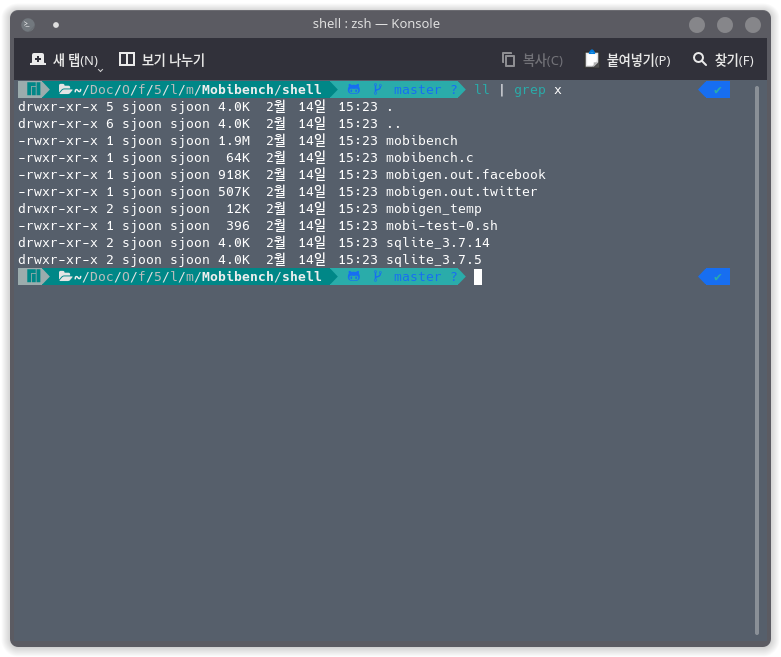 shell : zsh — Konsole
새 탭(N) 보기 나누기 복사(C) 붙여넣기(P) 찾기(F)
~/Doc/O/f/5/l/m/Mobibench/shell master ? ll | grep x ✓
drwxr-xr-x 5 sjoon sjoon 4.0K 2월 14일 15:23 .
drwxr-xr-x 6 sjoon sjoon 4.0K 2월 14일 15:23 ..
-rwxr-xr-x 1 sjoon sjoon 1.9M 2월 14일 15:23 mobibench
-rwxr-xr-x 1 sjoon sjoon 64K 2월 14일 15:23 mobibench.c
-rwxr-xr-x 1 sjoon sjoon 918K 2월 14일 15:23 mobigen.out.facebook
-rwxr-xr-x 1 sjoon sjoon 507K 2월 14일 15:23 mobigen.out.twitter
drwxr-xr-x 2 sjoon sjoon 12K 2월 14일 15:23 mobigen_temp
-rwxr-xr-x 1 sjoon sjoon 396 2월 14일 15:23 mobi-test-0.sh
drwxr-xr-x 2 sjoon sjoon 4.0K 2월 14일 15:23 sqlite_3.7.14
drwxr-xr-x 2 sjoon sjoon 4.0K 2월 14일 15:23 sqlite_3.7.5
~/Doc/O/f/5/l/m/Mobibench/shell master ? ✓